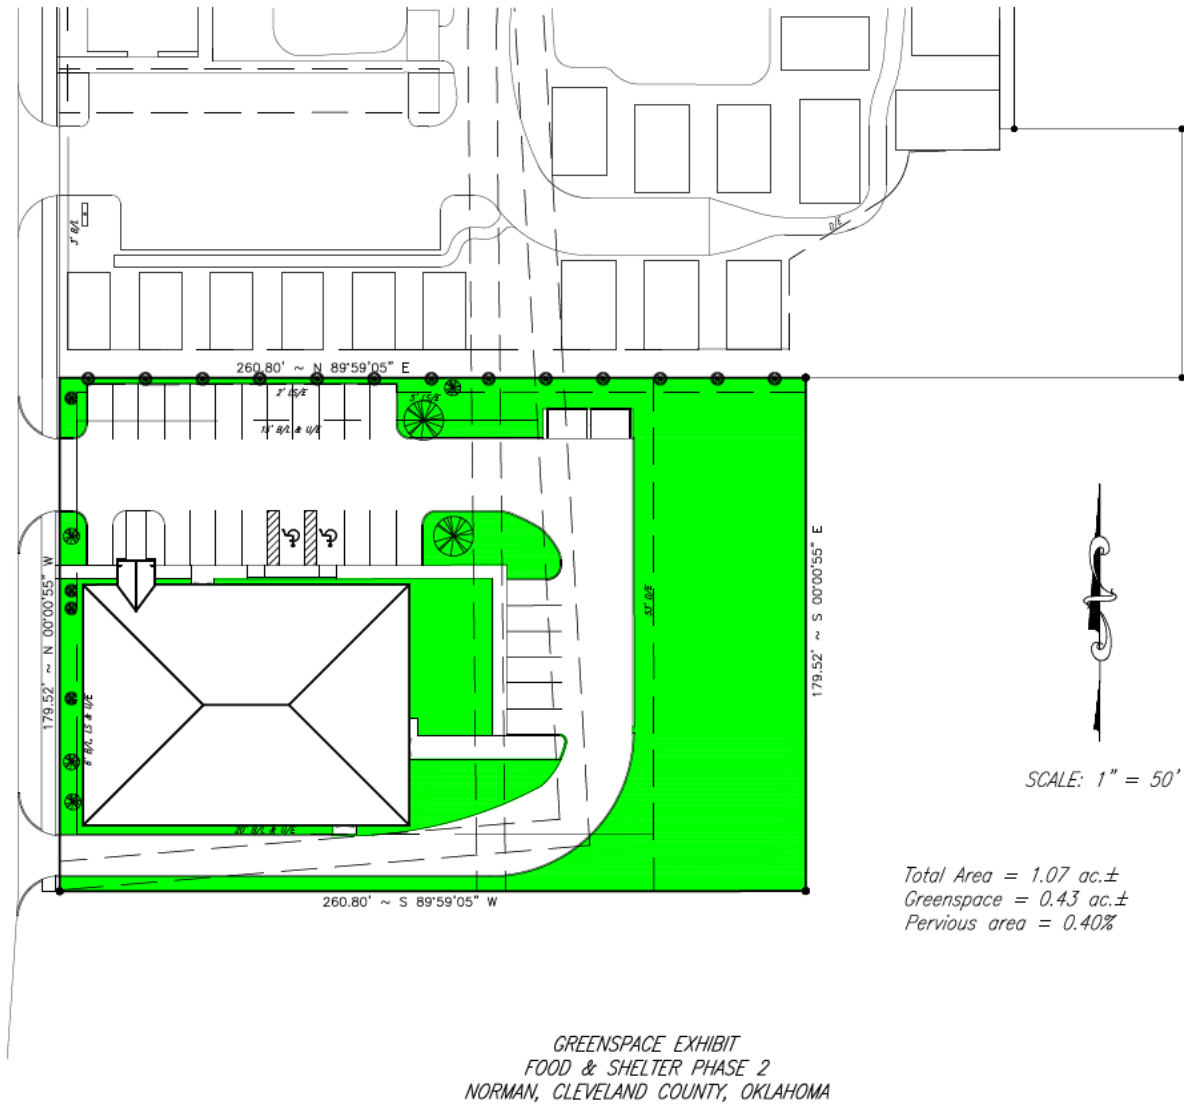 3' B/L
D/E
260.80' ~ N 89°59'05" E
2' LS/E
5' LS/E
15' B/L & U/E
179.52' ~ N 00°00'55" W
53' D/E
179.52' ~ S 00°00'55" E
6' B/L, LS & U/E
SCALE: 1" = 50'
20' B/L & U/E
Total Area = 1.07 ac.±
Greenspace = 0.43 ac.±
Pervious area = 0.40%
260.80' ~ S 89°59'05" W
GREENSPACE EXHIBIT
FOOD & SHELTER PHASE 2
NORMAN, CLEVELAND COUNTY, OKLAHOMA